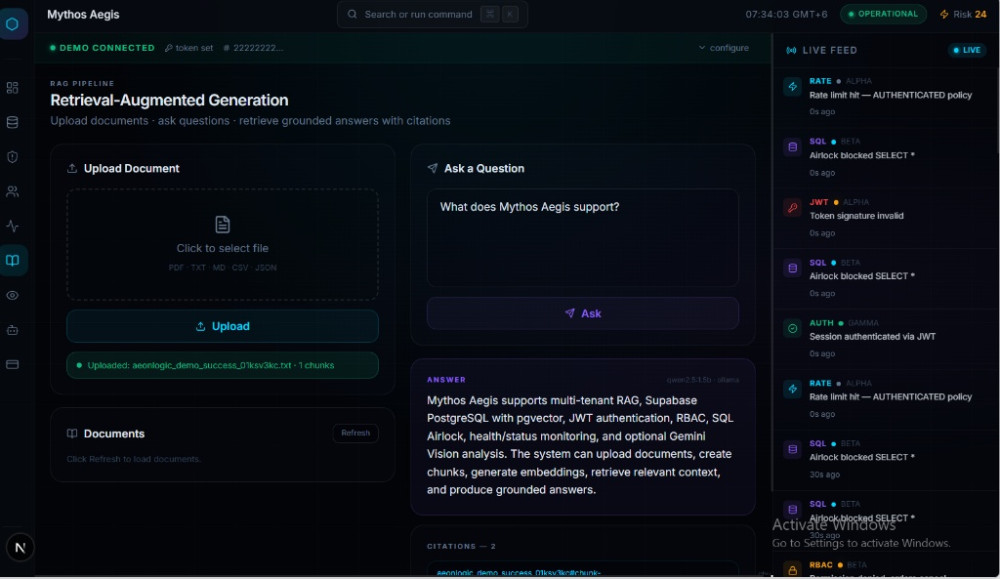 Mythos Aegis
Search or run command
⌘ K
07:34:03 GMT+6
OPERATIONAL
Risk 24
DEMO CONNECTED
token set
# 22222222...
configure
RAG PIPELINE
Retrieval-Augmented Generation
Upload documents · ask questions · retrieve grounded answers with citations
Upload Document
Click to select file
PDF · TXT · MD · CSV · JSON
Upload
Uploaded: aeonlogic_demo_success_01ksv3kc.txt · 1 chunks
Documents
Refresh
Click Refresh to load documents.
Ask a Question
What does Mythos Aegis support?
Ask
ANSWER
qwen2.5:1.5b · ollama
Mythos Aegis supports multi-tenant RAG, Supabase
PostgreSQL with pgvector, JWT authentication, RBAC, SQL
Airlock, health/status monitoring, and optional Gemini
Vision analysis. The system can upload documents, create
chunks, generate embeddings, retrieve relevant context,
and produce grounded answers.
CITATIONS — 2
aeonlogic_demo_success_01ksv3kc#chunk-
LIVE FEED
LIVE
RATE ALPHA
Rate limit hit — AUTHENTICATED policy
0s ago
SQL BETA
Airlock blocked SELECT *
0s ago
JWT ALPHA
Token signature invalid
0s ago
SQL BETA
Airlock blocked SELECT *
0s ago
AUTH GAMMA
Session authenticated via JWT
0s ago
RATE ALPHA
Rate limit hit — AUTHENTICATED policy
0s ago
SQL BETA
Airlock blocked SELECT *
30s ago
SQL BETA
Airlock blocked SELECT *
30s ago
Activate Windows
Go to Settings to activate Windows.
RBAC BETA
Permission denied
N